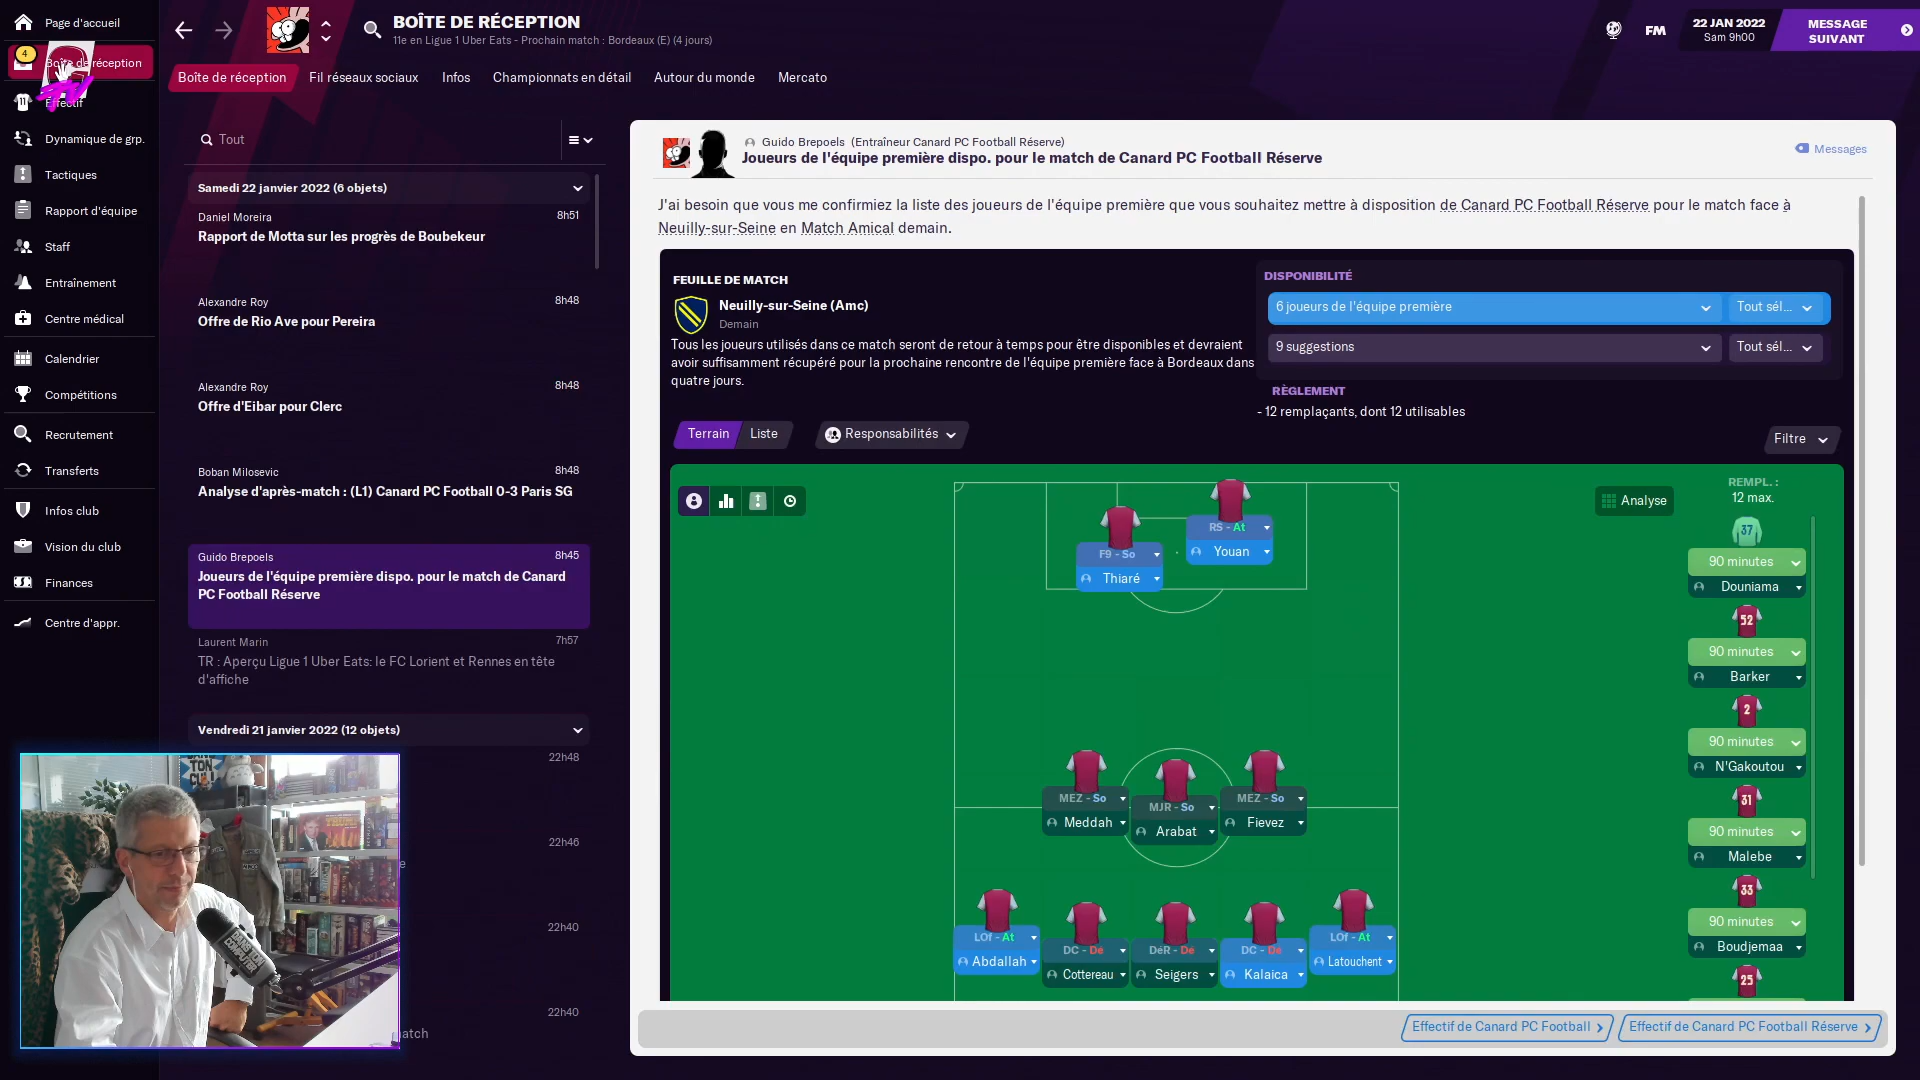 Page d'accueil
4
Boîte de réception
Effectif
Dynamique de grp.
Tactiques
Rapport d'équipe
Staff
Entraînement
Centre médical
Calendrier
Compétitions
Recrutement
Transferts
Infos club
Vision du club
Finances
Centre d'appr.
BOÎTE DE RÉCEPTION
11e en Ligue 1 Uber Eats - Prochain match : Bordeaux (E) (4 jours)
FM
22 JAN 2022
Sam 9h00
MESSAGE
SUIVANT
Boîte de réception
Fil réseaux sociaux
Infos
Championnats en détail
Autour du monde
Mercato
Tout
Samedi 22 janvier 2022 (6 objets)
Daniel Moreira 8h51
Rapport de Motta sur les progrès de Boubekeur
Alexandre Roy 8h48
Offre de Rio Ave pour Pereira
Alexandre Roy 8h48
Offre d'Eibar pour Clerc
Boban Milosevic 8h48
Analyse d'après-match : (L1) Canard PC Football 0-3 Paris SG
Guido Brepoels 8h45
Joueurs de l'équipe première dispo. pour le match de Canard
PC Football Réserve
Laurent Marin 7h57
TR : Aperçu Ligue 1 Uber Eats: le FC Lorient et Rennes en tête
d'affiche
Vendredi 21 janvier 2022 (12 objets)
22h48
22h46
22h40
22h40
atch
Guido Brepoels (Entraîneur Canard PC Football Réserve)
Joueurs de l'équipe première dispo. pour le match de Canard PC Football Réserve
Messages
J'ai besoin que vous me confirmiez la liste des joueurs de l'équipe première que vous souhaitez mettre à disposition de Canard PC Football Réserve pour le match face à
Neuilly-sur-Seine en Match Amical demain.
FEUILLE DE MATCH
Neuilly-sur-Seine (Amc)
Demain
Tous les joueurs utilisés dans ce match seront de retour à temps pour être disponibles et devraient
avoir suffisamment récupéré pour la prochaine rencontre de l'équipe première face à Bordeaux dans
quatre jours.
DISPONIBILITÉ
6 joueurs de l'équipe première
Tout sél...
9 suggestions
Tout sél...
RÈGLEMENT
- 12 remplaçants, dont 12 utilisables
Terrain
Liste
Responsabilités
Filtre
Analyse
REMPL. :
12 max.
RS - At
Youan
F9 - So
Thiaré
MEZ - So
Meddah
MJR - So
Arabat
MEZ - So
Fievez
LOf - At
Abdallah
DC - Dé
Cottereau
DéR - Dé
Seigers
DC - Dé
Kalaica
LOf - At
Latouchent
37
90 minutes
Douniama
52
90 minutes
Barker
2
90 minutes
N'Gakoutou
31
90 minutes
Malebe
33
90 minutes
Boudjemaa
25
Effectif de Canard PC Football
Effectif de Canard PC Football Réserve